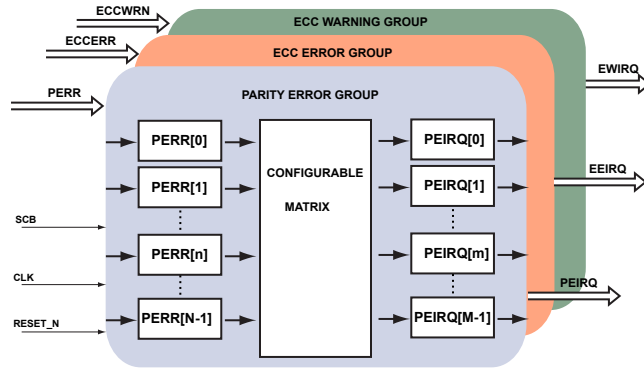 ECCWRN
ECC WARNING GROUP
ECCERR
ECC ERROR GROUP
EWIRQ
PERR
PARITY ERROR GROUP
PERR[0]
PEIRQ[0]
CONFIGURABLE
MATRIX
PERR[1]
PEIRQ[1]
EEIRQ
SCB
PERR[n]
PEIRQ[m]
CLK
PEIRQ
RESET_N
PERR[N-1]
PEIRQ[M-1]